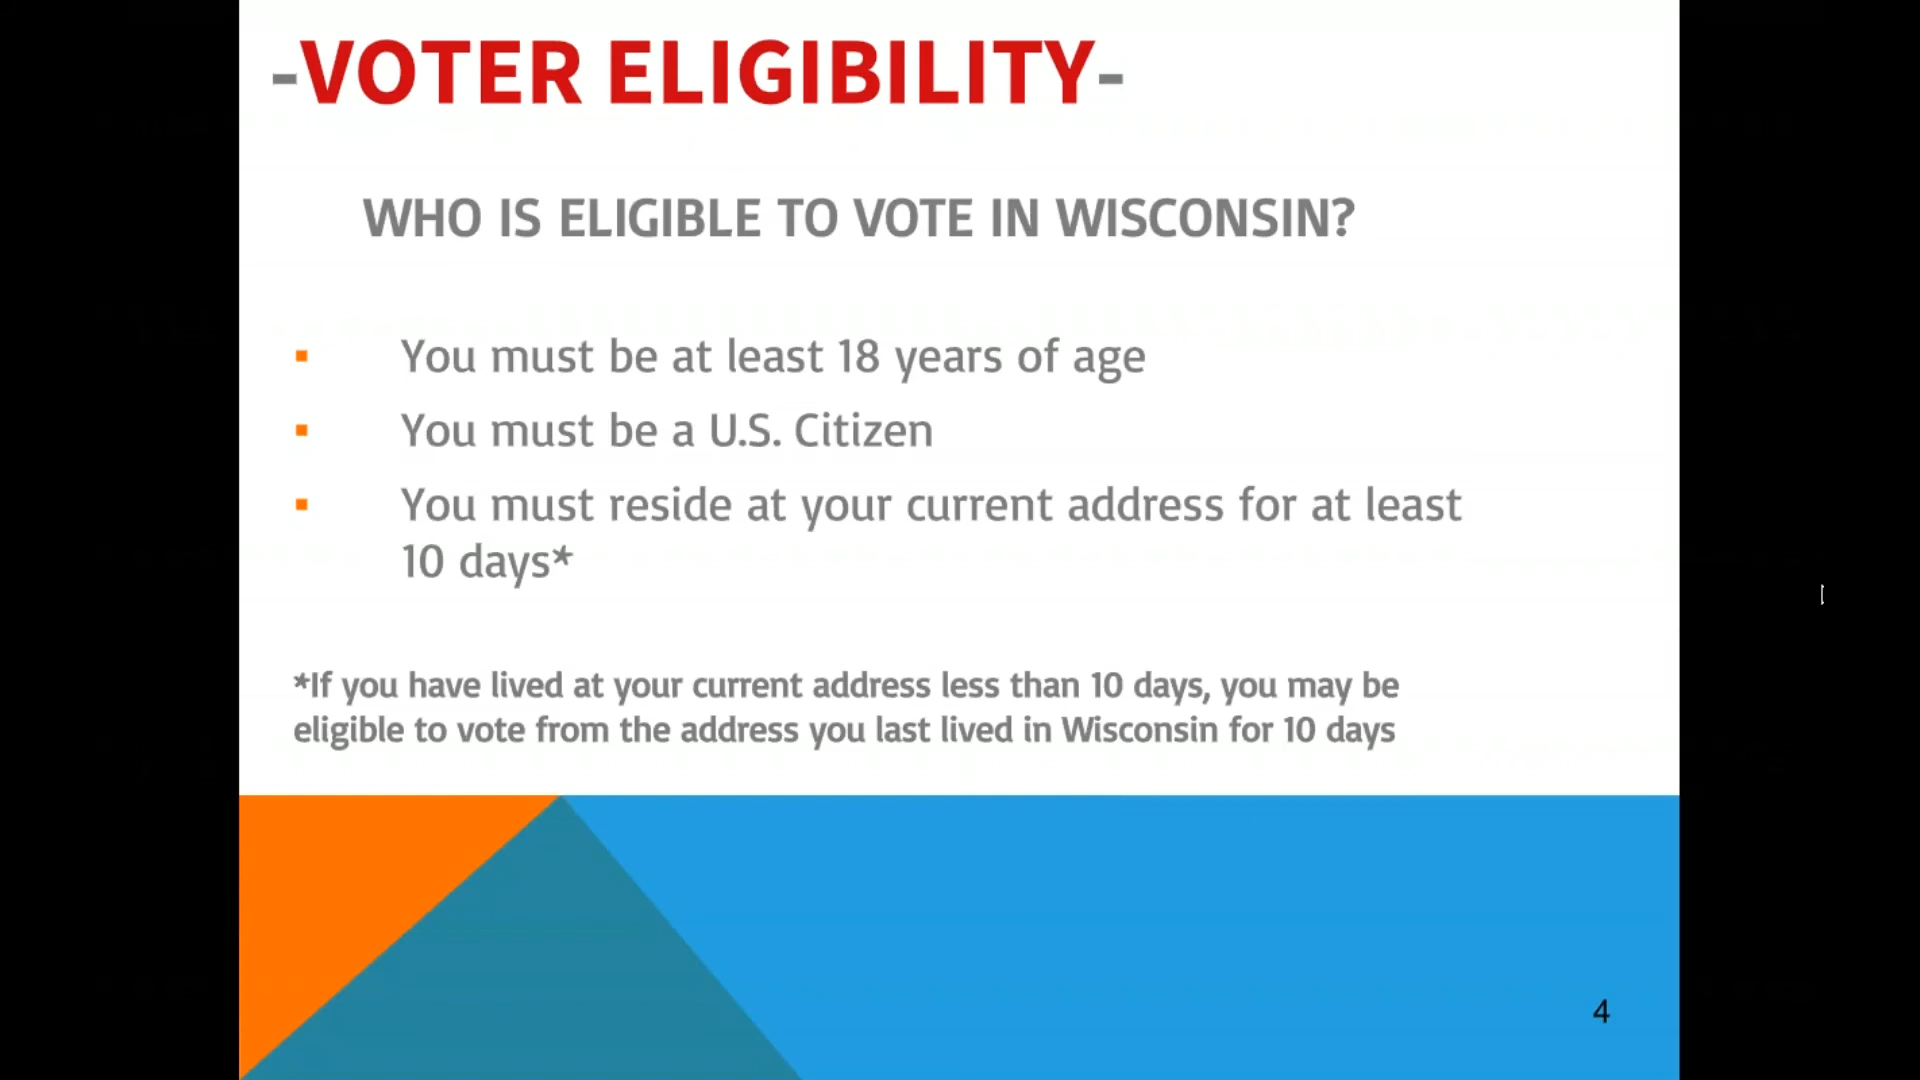 -VOTER ELIGIBILITY-
WHO IS ELIGIBLE TO VOTE IN WISCONSIN?
▪ You must be at least 18 years of age
▪ You must be a U.S. Citizen
▪ You must reside at your current address for at least
10 days*
*If you have lived at your current address less than 10 days, you may be
eligible to vote from the address you last lived in Wisconsin for 10 days
4